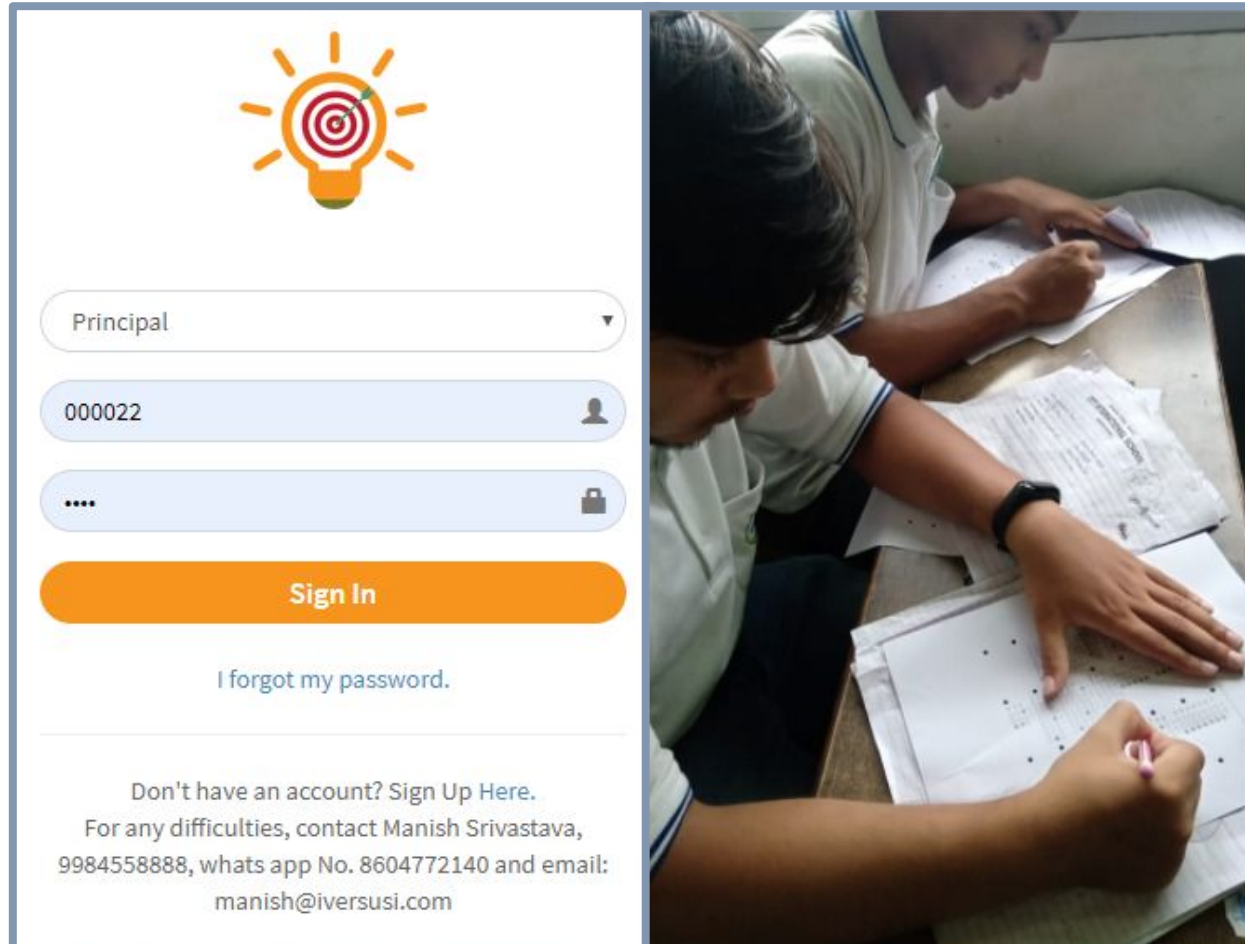 Principal
000022
••••
Sign In
I forgot my password.
Don't have an account? Sign Up Here.
For any difficulties, contact Manish Srivastava,
9984558888, whats app No. 8604772140 and email:
manish@iversusi.com